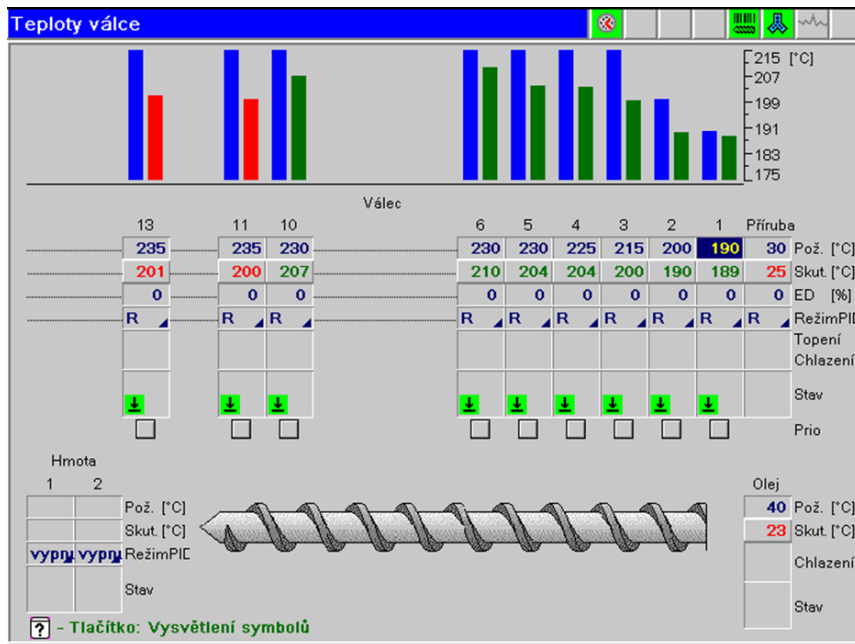 Teploty válce
215 [°C]
207
199
191
183
175
Válec
13 11 10 6 5 4 3 2 1 Příruba
235 235 230 230 230 225 215 200 190 30 Pož. [°C]
201 200 207 210 204 204 200 190 189 25 Skut. [°C]
0 0 0 0 0 0 0 0 0 0 ED [%]
R R R R R R R R R R RežimPID
Topení
Chlazení
Stav
Prio
Hmota
1 2
Pož. [°C]
Skut. [°C]
vypnu vypnu RežimPID
Stav
Olej
40 Pož. [°C]
23 Skut. [°C]
Chlazení
Stav
? - Tlačítko: Vysvětlení symbolů